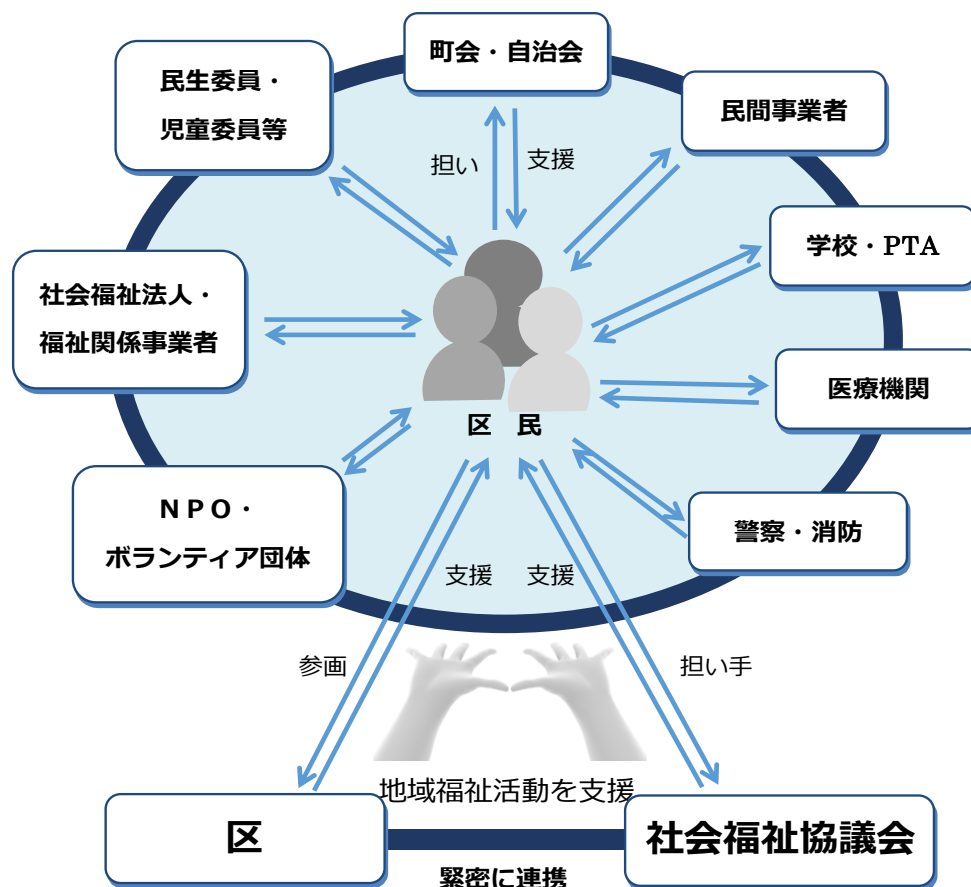 町会・自治会
民生委員・
児童委員等
民間事業者
担い
支援
学校・PTA
社会福祉法人・
福祉関係事業者
医療機関
区 民
NPO・
ボランティア団体
警察・消防
支援
支援
参画
担い手
地域福祉活動を支援
区
社会福祉協議会
緊密に連携